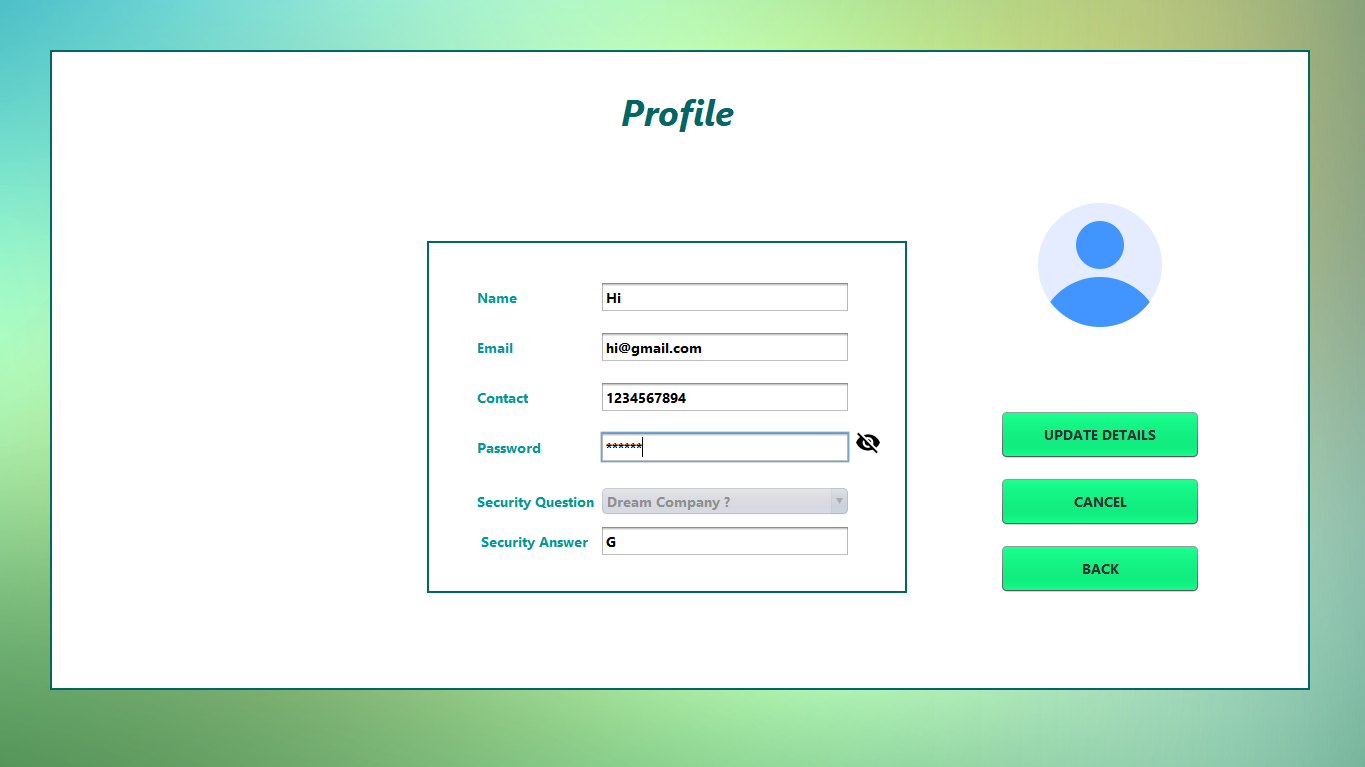 Profile
Name Hi
Email hi@gmail.com
Contact 1234567894
Password ******
Security Question Dream Company ?
Security Answer G
UPDATE DETAILS
CANCEL
BACK